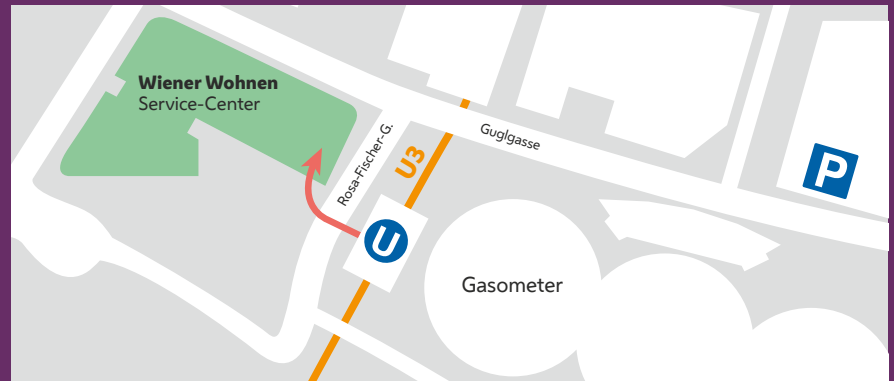 Wiener Wohnen
Service-Center
Rosa-Fischer-G.
U3
Guglgasse
P
U
Gasometer